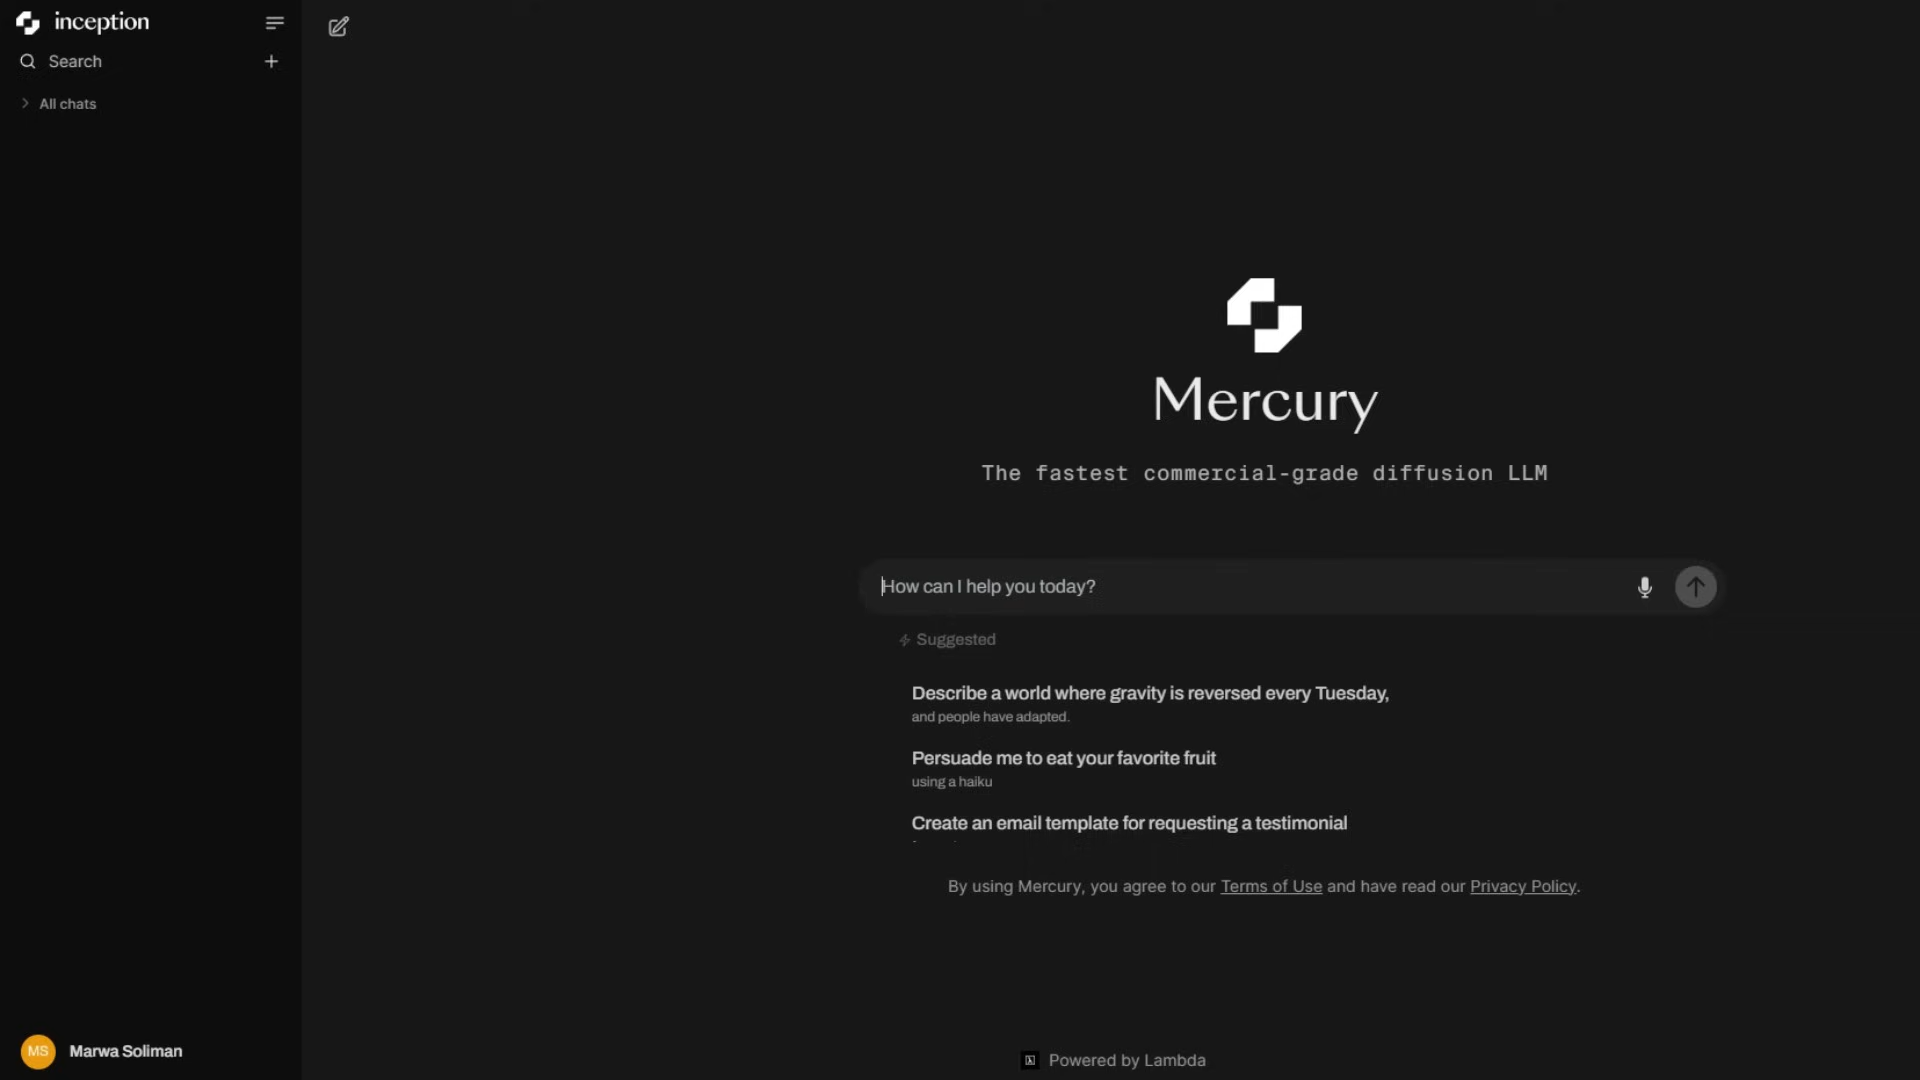 inception
Search
All chats
Mercury
The fastest commercial-grade diffusion LLM
How can I help you today?
Suggested
Describe a world where gravity is reversed every Tuesday,
and people have adapted.
Persuade me to eat your favorite fruit
using a haiku
Create an email template for requesting a testimonial
By using Mercury, you agree to our Terms of Use and have read our Privacy Policy.
MS Marwa Soliman
Powered by Lambda